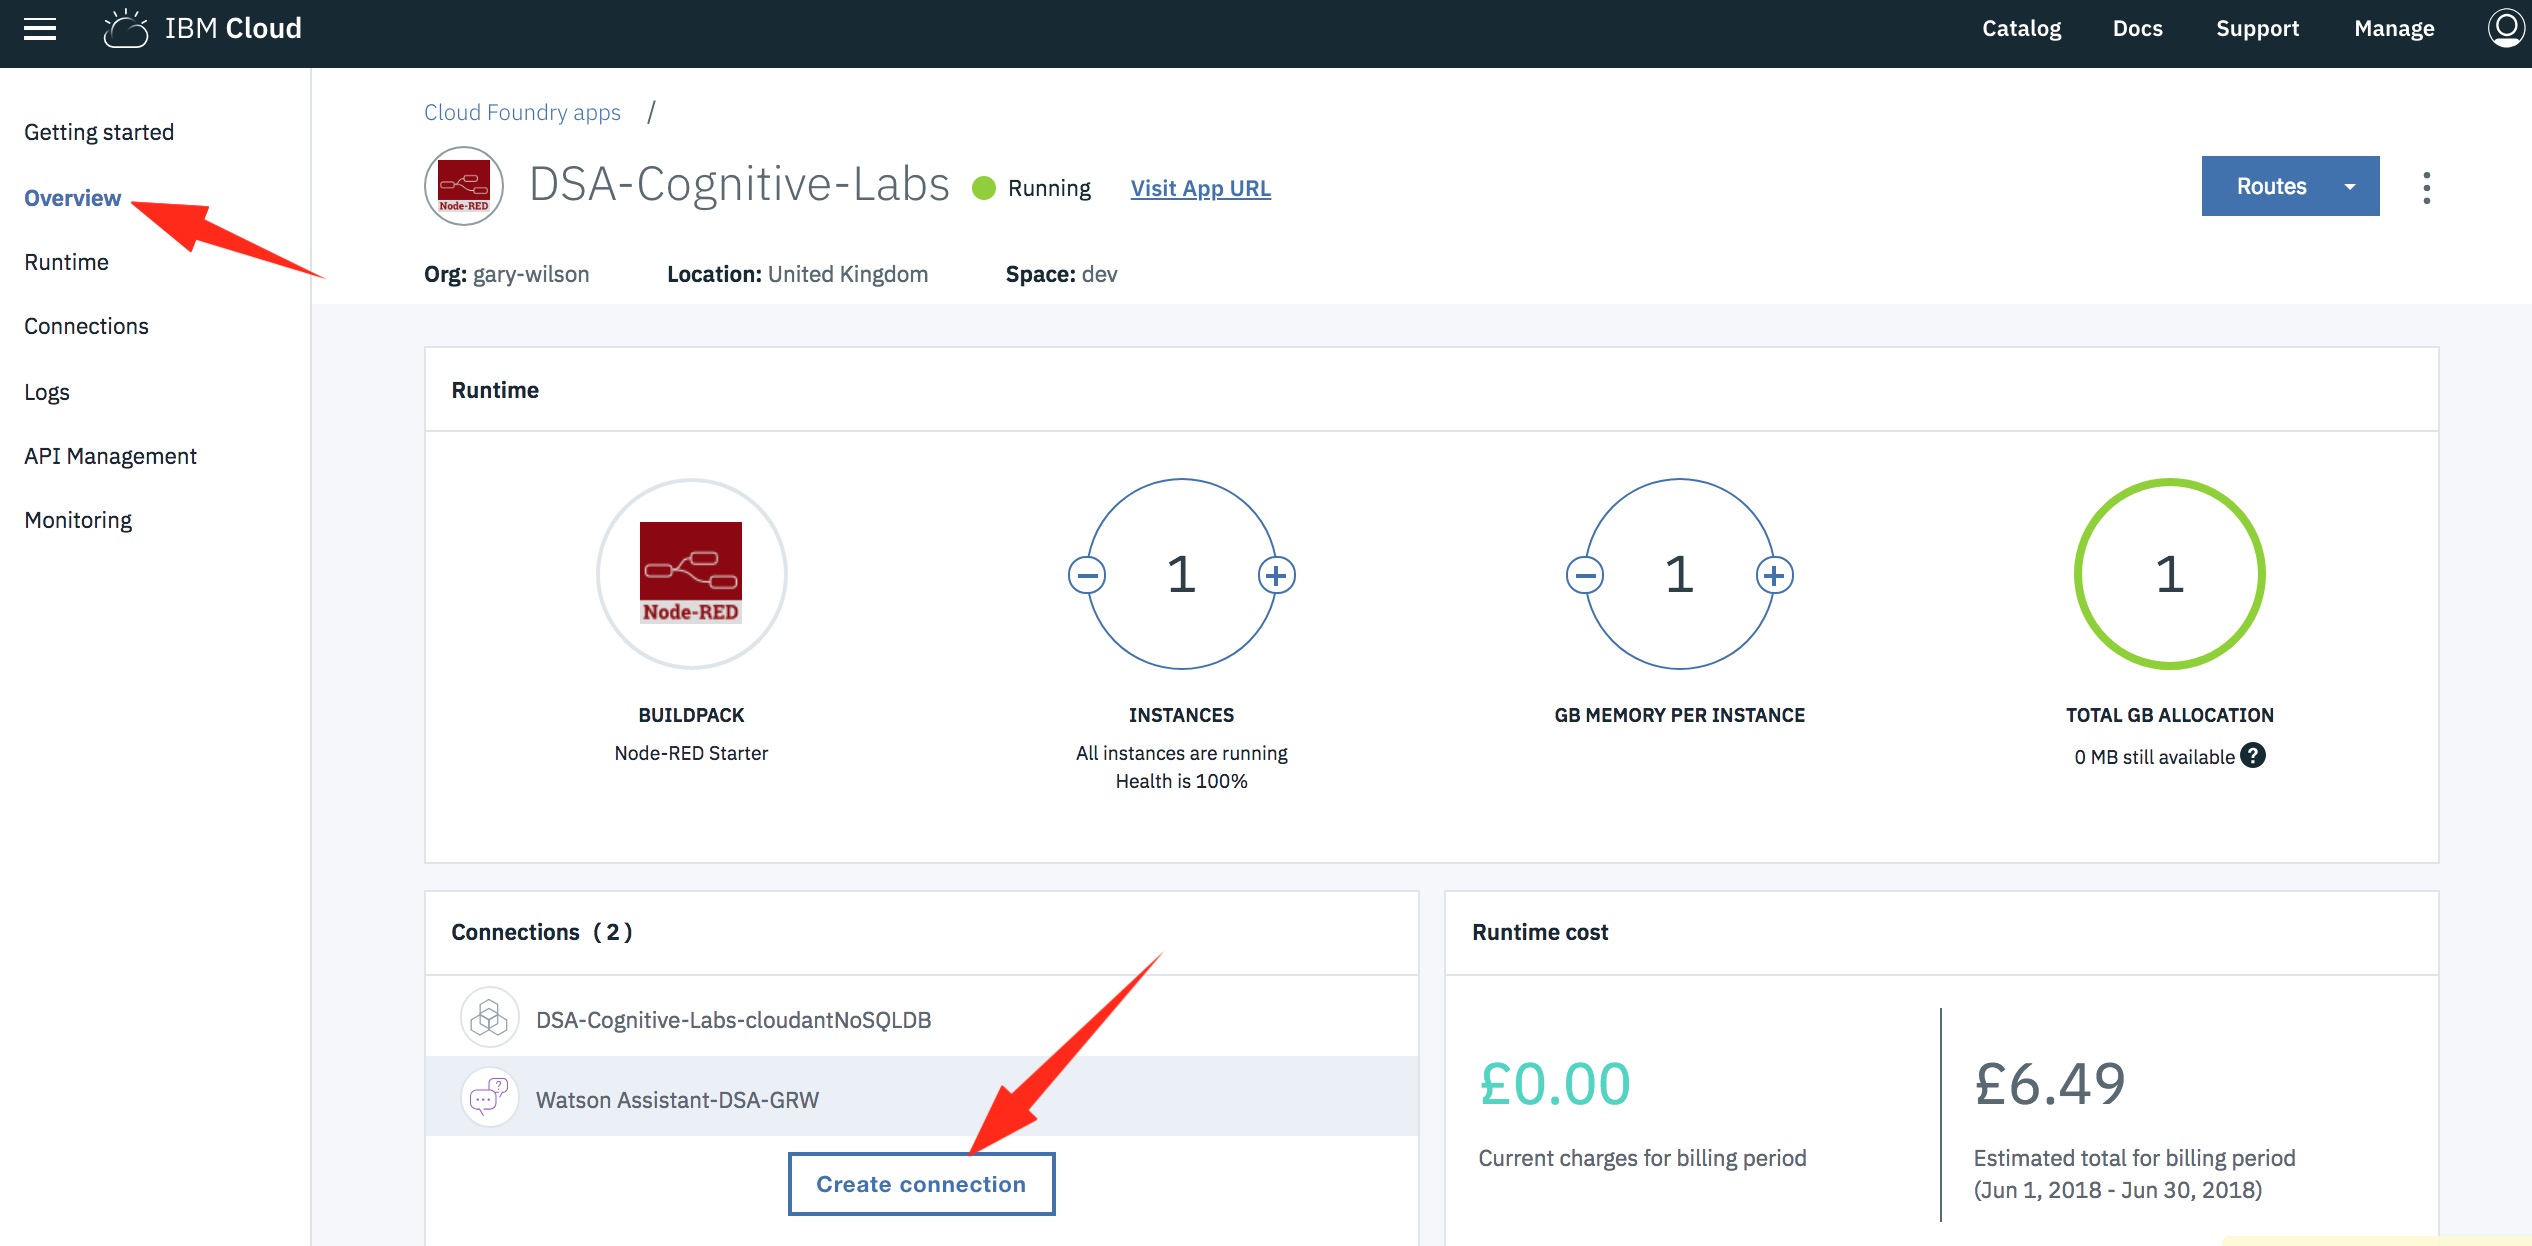 IBM Cloud
Catalog Docs Support Manage
Getting started
Overview
Runtime
Connections
Logs
API Management
Monitoring
Cloud Foundry apps /
Node-RED
DSA-Cognitive-Labs Running Visit App URL
Routes
Org: gary-wilson Location: United Kingdom Space: dev
Runtime
Node-RED
1
1
1
BUILDPACK
Node-RED Starter
INSTANCES
All instances are running
Health is 100%
GB MEMORY PER INSTANCE
TOTAL GB ALLOCATION
0 MB still available ?
Connections (2)
DSA-Cognitive-Labs-cloudantNoSQLDB
Watson Assistant-DSA-GRW
Create connection
Runtime cost
£0.00
Current charges for billing period
£6.49
Estimated total for billing period
(Jun 1, 2018 - Jun 30, 2018)